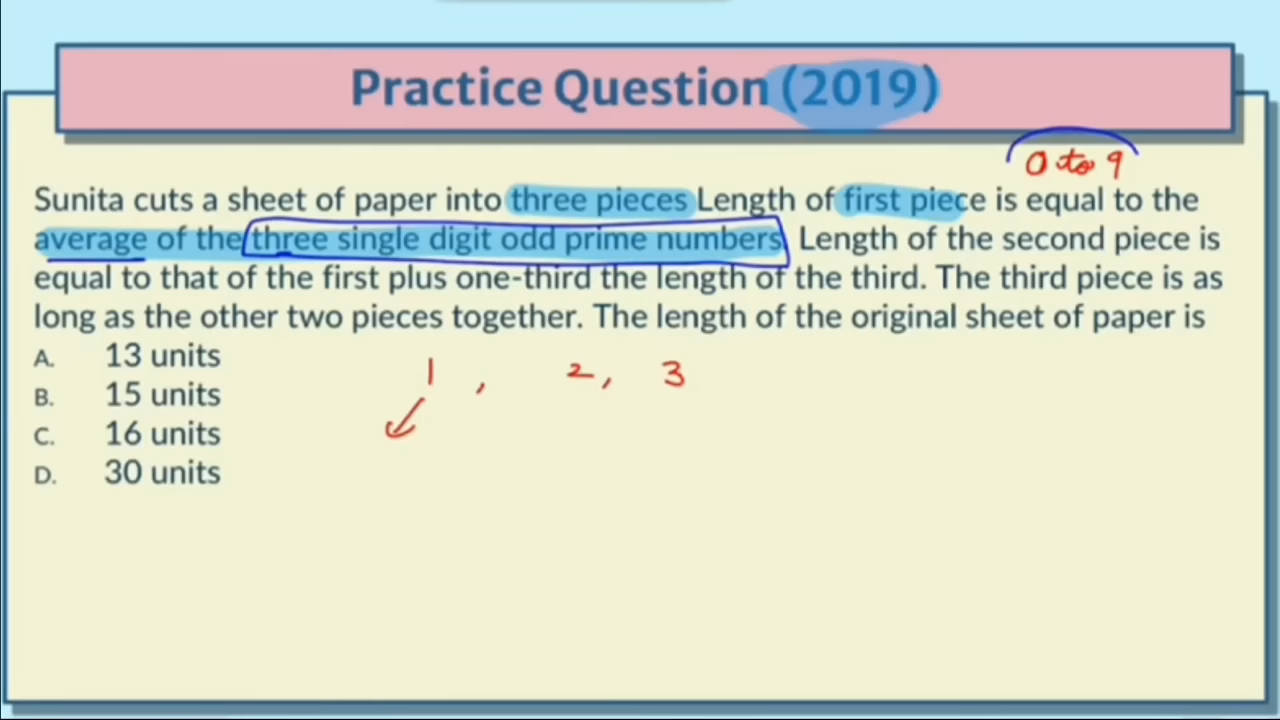 Practice Question (2019)
0 to 9
Sunita cuts a sheet of paper into three pieces Length of first piece is equal to the
average of the three single digit odd prime numbers. Length of the second piece is
equal to that of the first plus one-third the length of the third. The third piece is as
long as the other two pieces together. The length of the original sheet of paper is
A. 13 units
B. 15 units
C. 16 units
D. 30 units
1 , 2, 3